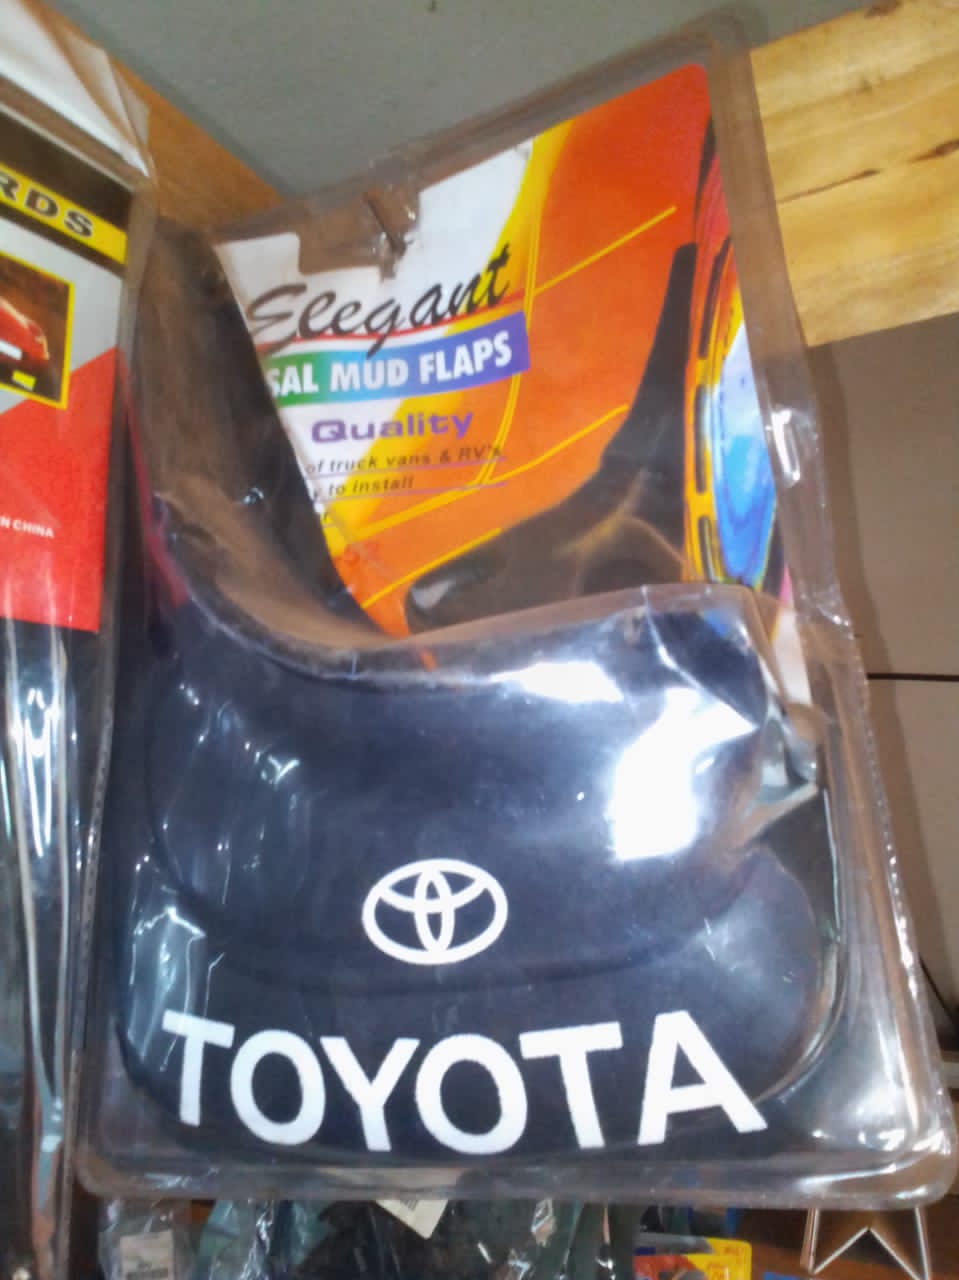 RDS
N CHINA
Elegant
SAL MUD FLAPS
Quality
of truck vans & RV's
to install
TOYOTA